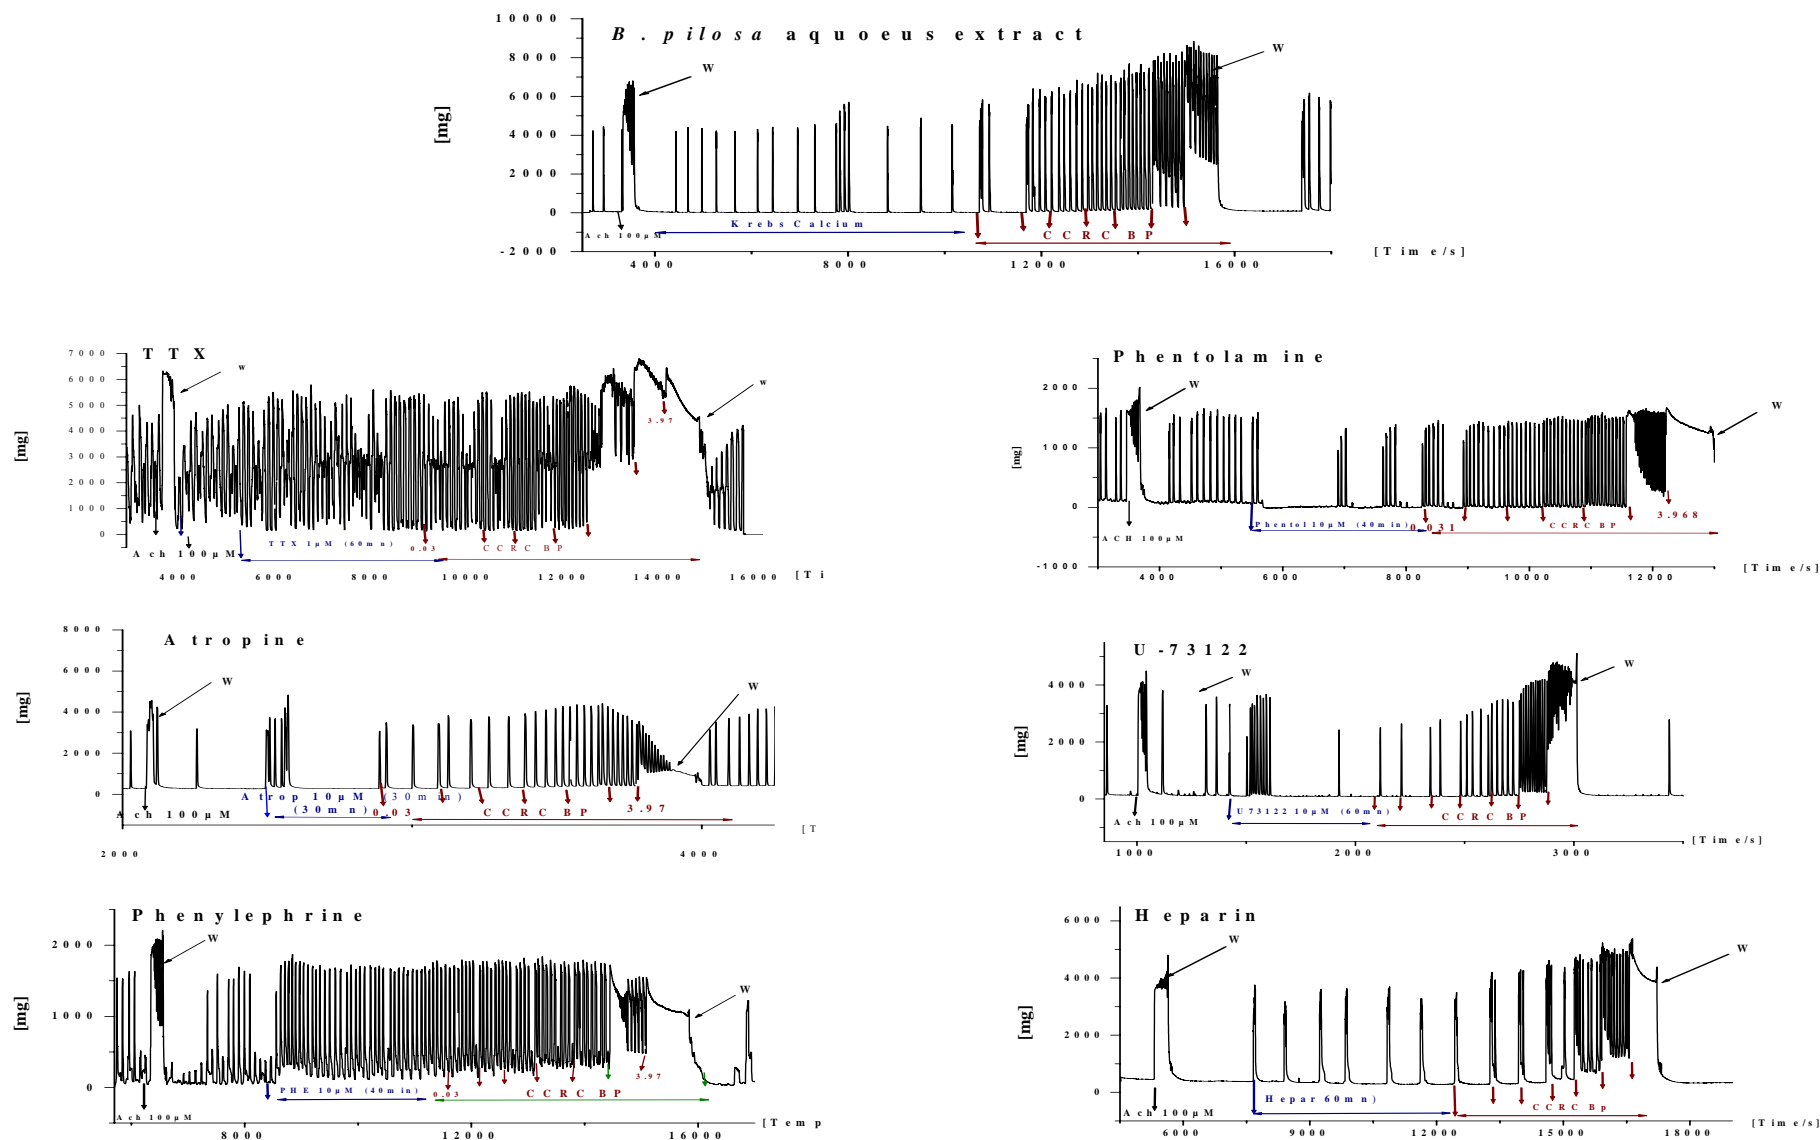 B. pilosa aquoeus extract
10000
8000
6000
4000
2000
0
-2000
[mg]
W
W
Ach 100µM
Krebs Calcium
CCRC BP
4000 8000 12000 16000
[Time/s]
TTX
7000
6000
5000
4000
3000
2000
1000
0
[mg]
w
w
3.97
Ach 100µM
TTX 1µM (60mn)
0.03
CCRC BP
4000 6000 8000 10000 12000 14000 16000
[Ti
Phentolamine
2000
1000
0
-1000
[mg]
W
W
ACH 100µM
Phentol10µM (40min)
0.031
CCRC BP
3.968
4000 6000 8000 10000 12000
[Time/s]
Atropine
8000
6000
4000
2000
0
[mg]
W
W
Ach 100µM
Atrop 10µM (30min)
(30mn)
0.03
CCRC BP
3.97
2000 4000
[T
U-73122
4000
2000
0
[mg]
W
W
Ach 100µM
U73122 10µM (60mn)
CCRC BP
1000 2000 3000
[Time/s]
Phenylephrine
2000
1000
0
[mg]
W
W
Ach 100µM
PHE 10µM (40min)
0.03
CCRC BP
3.97
8000 12000 16000
[Temp
Heparin
6000
4000
2000
0
[mg]
W
W
Ach 100µM
Hepar 60mn)
CCRC Bp
6000 9000 12000 15000 18000
[Time/s]